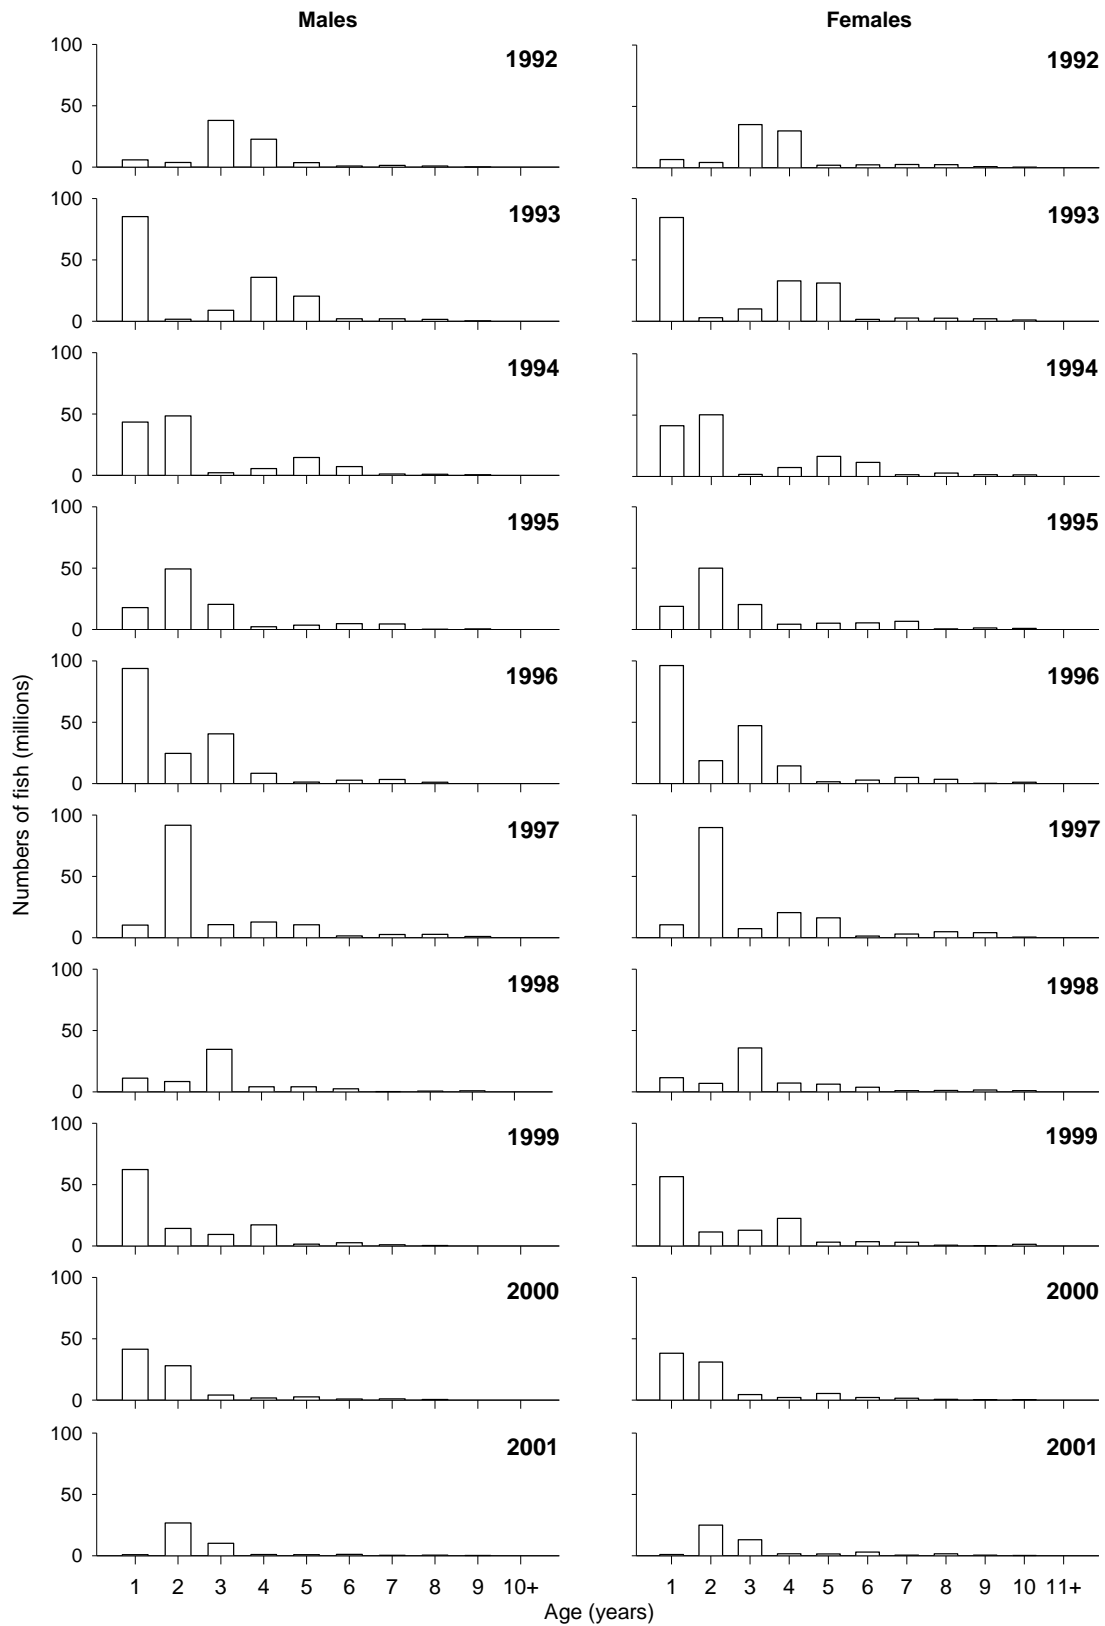 Males Females
100 1992 1992
50
0
100 1993 1993
50
0
100 1994 1994
50
0
100 1995 1995
50
0
100 1996 1996
50
0
100 1997 1997
50
0
100 1998 1998
50
0
100 1999 1999
50
0
100 2000 2000
50
0
100 2001 2001
50
0
Numbers of fish (millions)
1 2 3 4 5 6 7 8 9 10+ 1 2 3 4 5 6 7 8 9 10 11+
Age (years)